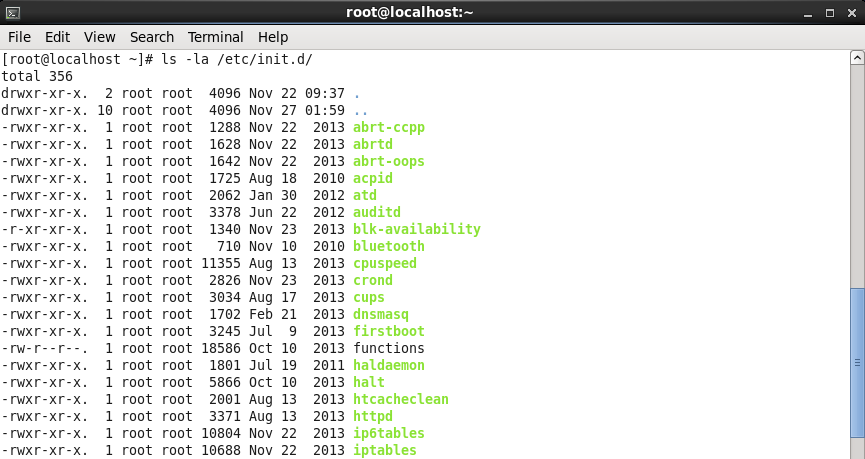 root@localhost:~
File Edit View Search Terminal Help
[root@localhost ~]# ls -la /etc/init.d/
total 356
drwxr-xr-x.  2 root root  4096 Nov 22 09:37 .
drwxr-xr-x. 10 root root  4096 Nov 27 01:59 ..
-rwxr-xr-x.  1 root root  1288 Nov 22  2013 abrt-ccpp
-rwxr-xr-x.  1 root root  1628 Nov 22  2013 abrtd
-rwxr-xr-x.  1 root root  1642 Nov 22  2013 abrt-oops
-rwxr-xr-x.  1 root root  1725 Aug 18  2010 acpid
-rwxr-xr-x.  1 root root  2062 Jan 30  2012 atd
-rwxr-xr-x.  1 root root  3378 Jun 22  2012 auditd
-r-xr-xr-x.  1 root root  1340 Nov 23  2013 blk-availability
-rwxr-xr-x.  1 root root   710 Nov 10  2010 bluetooth
-rwxr-xr-x.  1 root root 11355 Aug 13  2013 cpuspeed
-rwxr-xr-x.  1 root root  2826 Nov 23  2013 crond
-rwxr-xr-x.  1 root root  3034 Aug 17  2013 cups
-rwxr-xr-x.  1 root root  1702 Feb 21  2013 dnsmasq
-rwxr-xr-x.  1 root root  3245 Jul  9  2013 firstboot
-rw-r--r--.  1 root root 18586 Oct 10  2013 functions
-rwxr-xr-x.  1 root root  1801 Jul 19  2011 haldaemon
-rwxr-xr-x.  1 root root  5866 Oct 10  2013 halt
-rwxr-xr-x.  1 root root  2001 Aug 13  2013 htcacheclean
-rwxr-xr-x.  1 root root  3371 Aug 13  2013 httpd
-rwxr-xr-x.  1 root root 10804 Nov 22  2013 ip6tables
-rwxr-xr-x.  1 root root 10688 Nov 22  2013 iptables